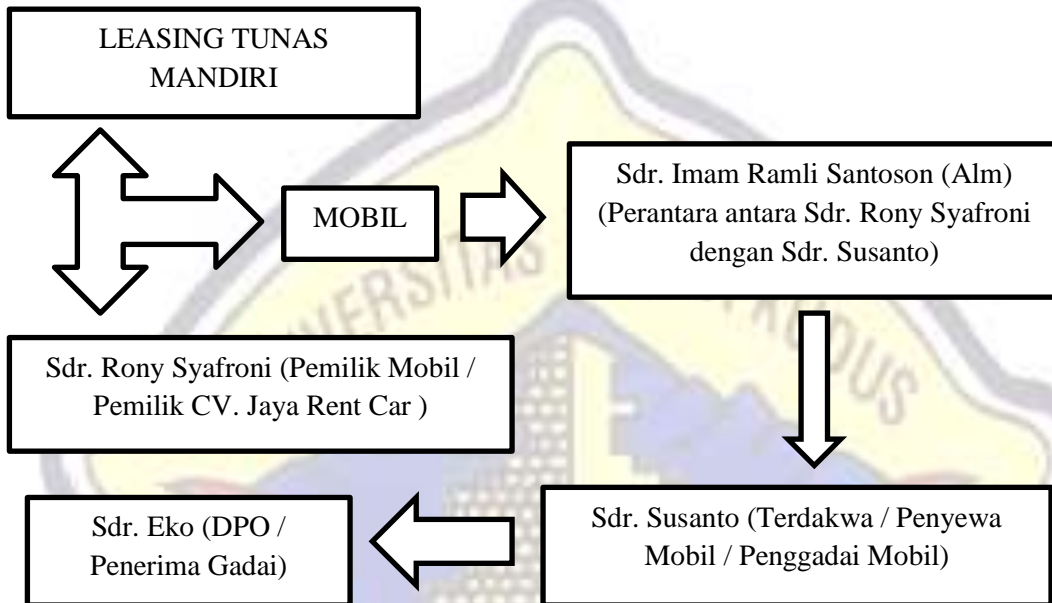 LEASING TUNAS
MANDIRI
MOBIL
Sdr. Imam Ramli Santoson (Alm)
(Perantara antara Sdr. Rony Syafroni
dengan Sdr. Susanto)
Sdr. Rony Syafroni (Pemilik Mobil /
Pemilik CV. Jaya Rent Car )
Sdr. Eko (DPO /
Penerima Gadai)
Sdr. Susanto (Terdakwa / Penyewa
Mobil / Penggadai Mobil)